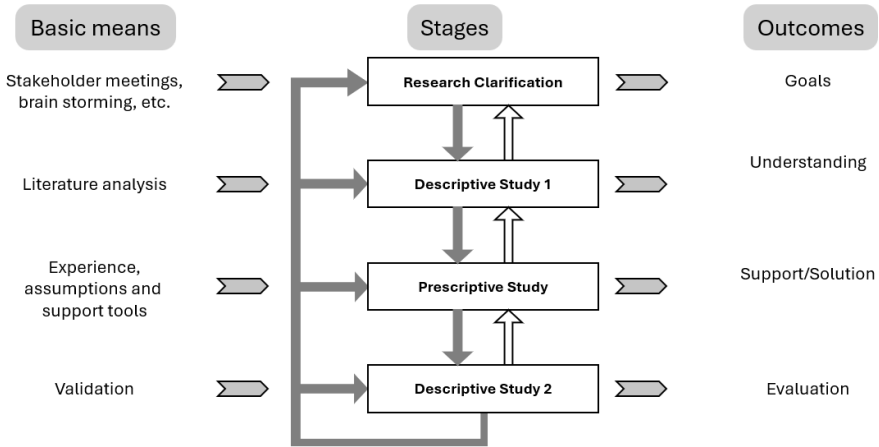 Basic means
Stages
Outcomes
Stakeholder meetings,
brain storming, etc.
Research Clarification
Goals
Literature analysis
Descriptive Study 1
Understanding
Experience,
assumptions and
support tools
Prescriptive Study
Support/Solution
Validation
Descriptive Study 2
Evaluation